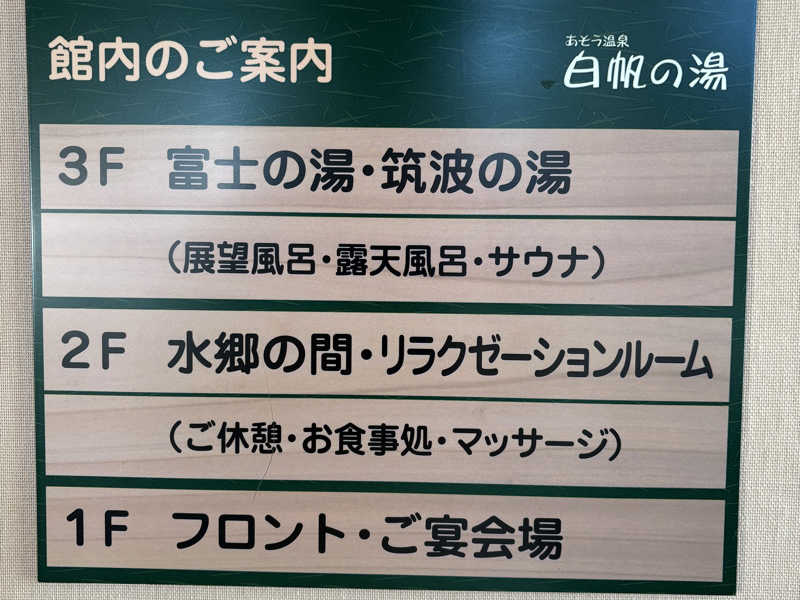 館内のご案内
あそう温泉
白帆の湯
3F 富士の湯・筑波の湯
（展望風呂・露天風呂・サウナ）
2F 水郷の間・リラクゼーションルーム
（ご休憩・お食事処・マッサージ）
1F フロント・ご宴会場